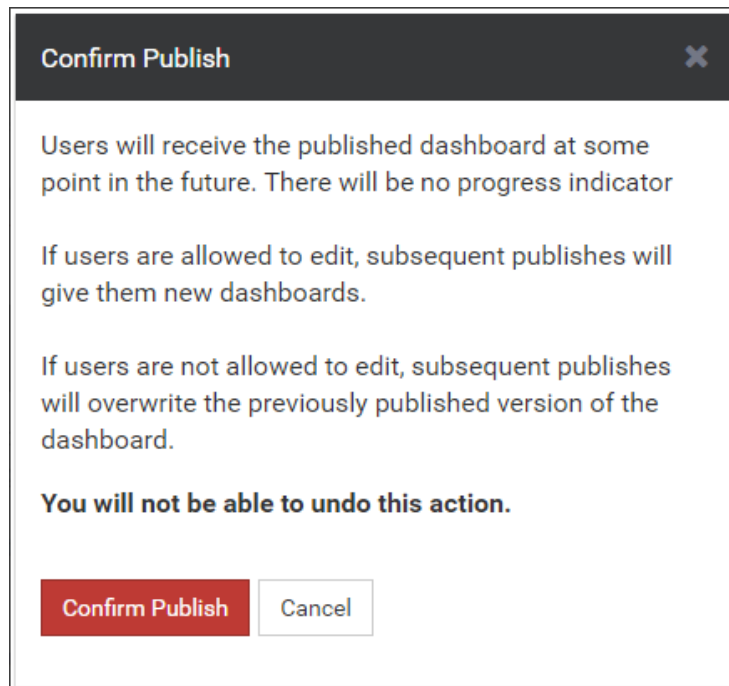 Confirm Publish
Users will receive the published dashboard at some
point in the future. There will be no progress indicator
If users are allowed to edit, subsequent publishes will
give them new dashboards.
If users are not allowed to edit, subsequent publishes
will overwrite the previously published version of the
dashboard.
You will not be able to undo this action.
Confirm Publish
Cancel